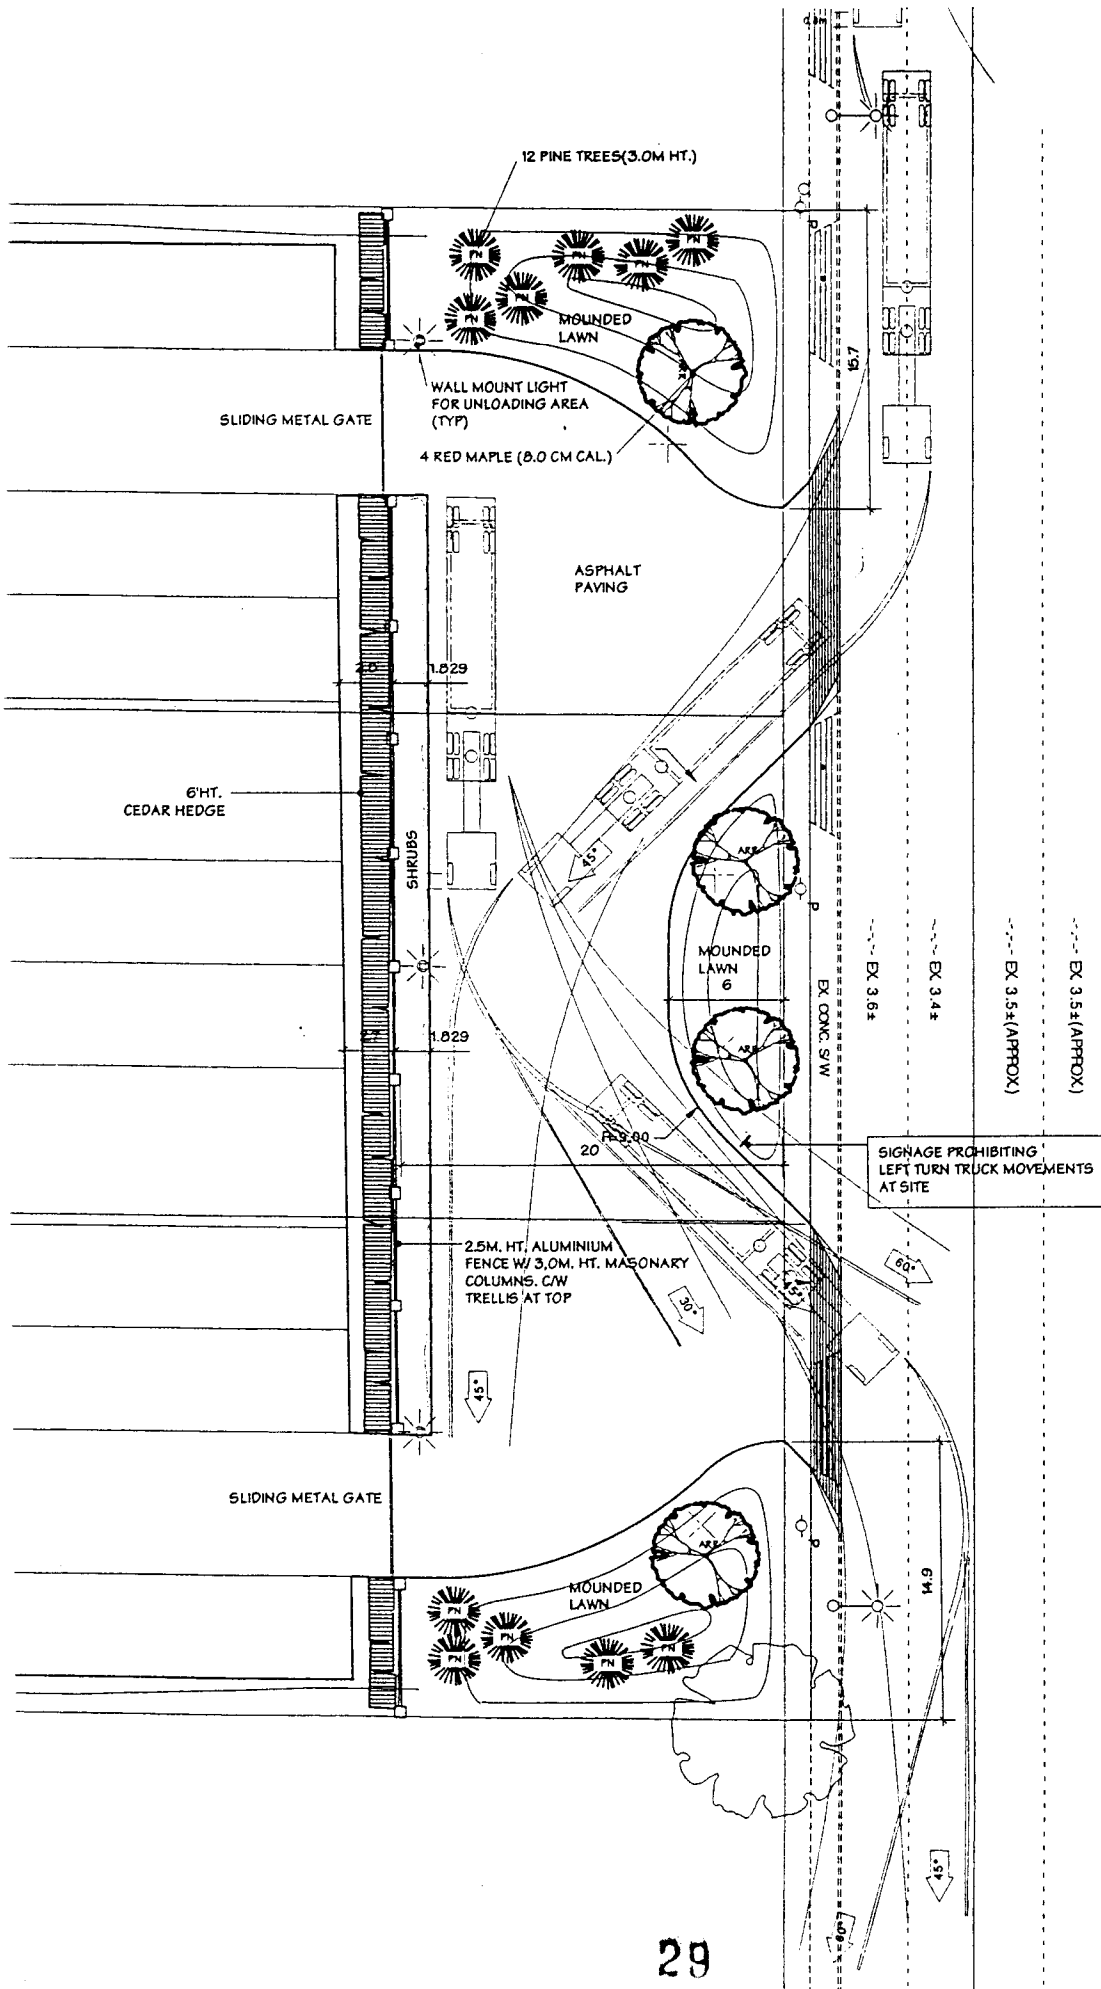 12 PINE TREES(3.0M HT.)
PN
PN
PN
PN
PN
PN
MOUNDED
LAWN
WALL MOUNT LIGHT
FOR UNLOADING AREA
(TYP)
SLIDING METAL GATE
4 RED MAPLE (8.0 CM CAL.)
15.7
ASPHALT
PAVING
1.829
6'HT.
CEDAR HEDGE
SHRUBS
45°
ARR
MOUNDED
LAWN
6
EX. CONC. S/W
EX 3.6±
EX 3.4±
EX 3.5±(APPROX.)
EX 3.5±(APPROX.)
1.829
ARR
R=9.00
20
SIGNAGE PROHIBITING
LEFT TURN TRUCK MOVEMENTS
AT SITE
2.5M. HT. ALUMINIUM
FENCE W/ 3.0M. HT. MASONARY
COLUMNS. C/W
TRELLIS AT TOP
60°
45°
30°
45°
SLIDING METAL GATE
ARR
MOUNDED
LAWN
PN
PN
PN
PN
PN
14.9
45°
60°
29